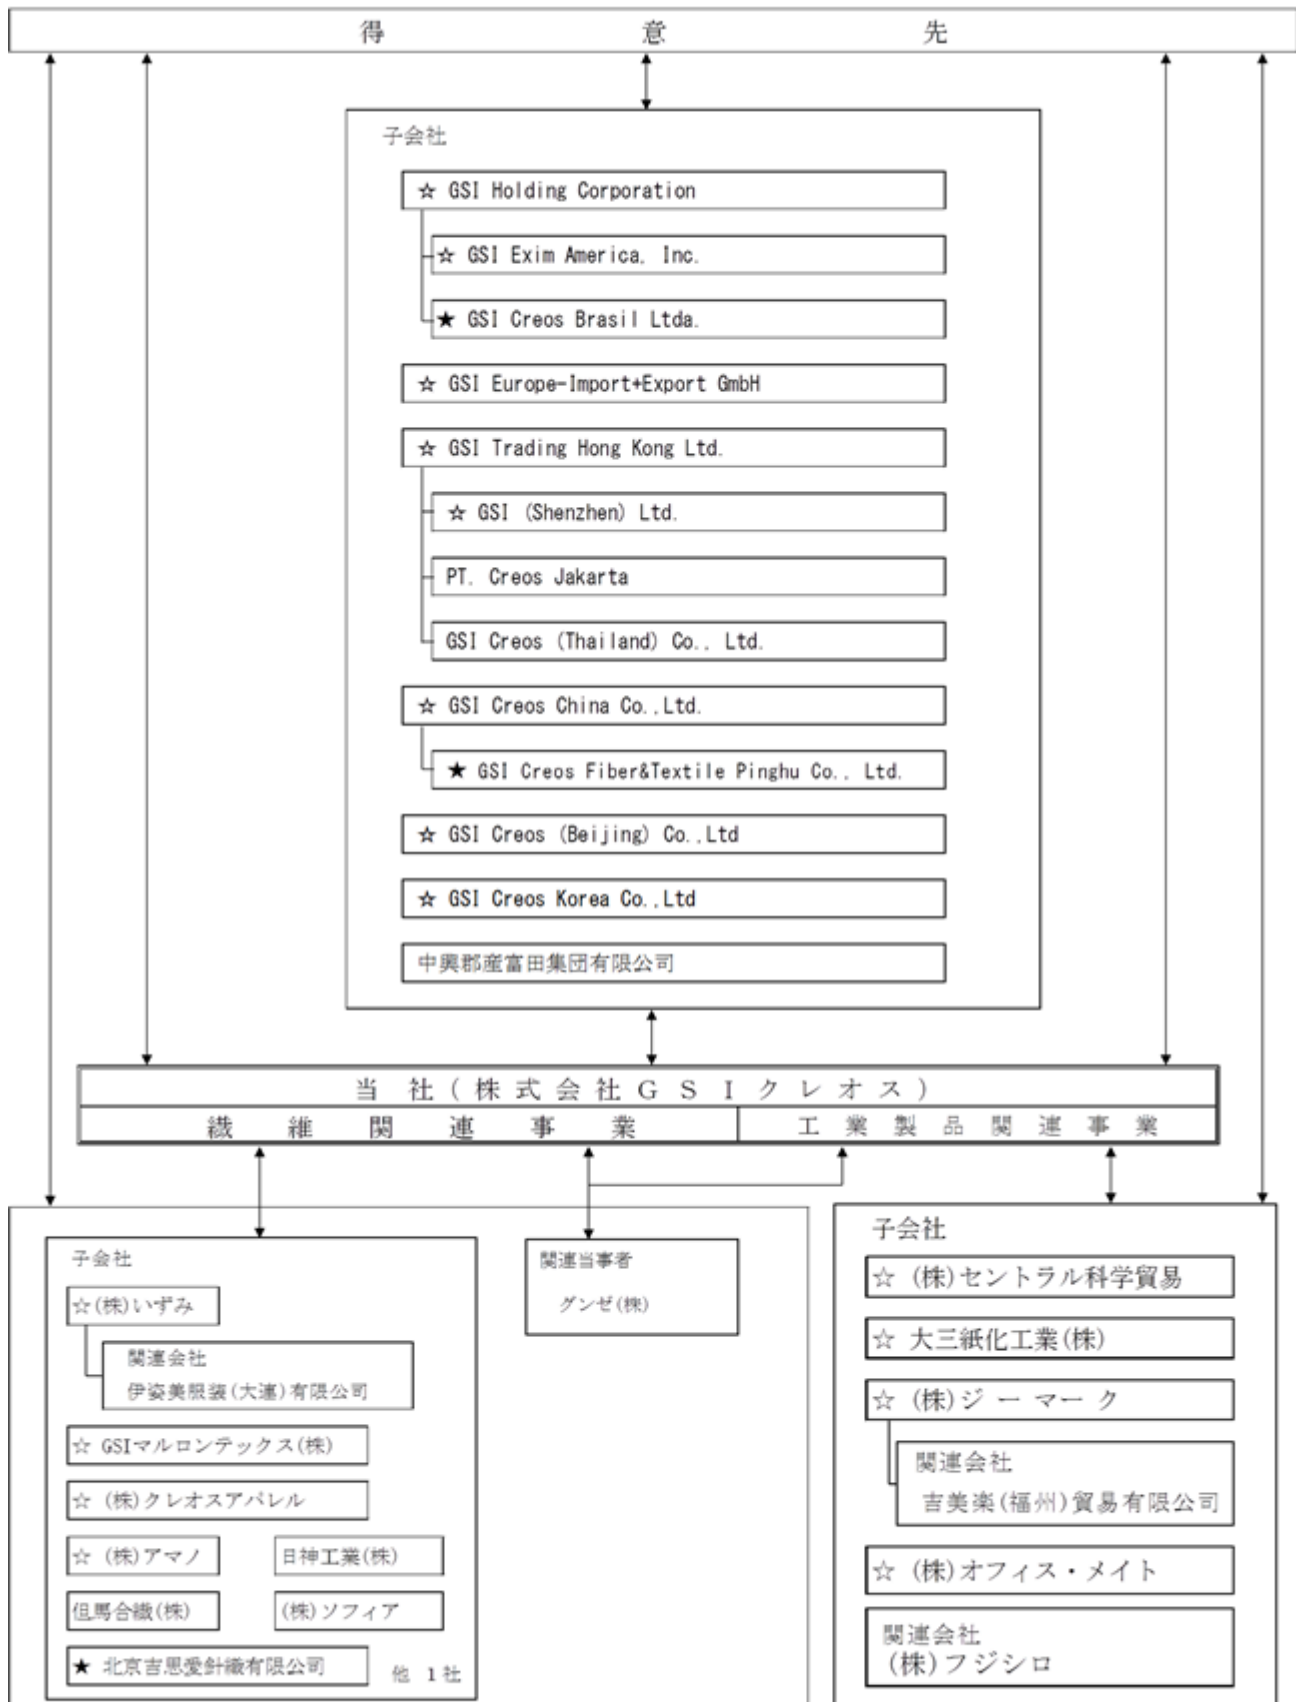 得意先
子会社
☆ GSI Holding Corporation
☆ GSI Exim America, Inc.
★ GSI Creos Brasil Ltda.
☆ GSI Europe-Import+Export GmbH
☆ GSI Trading Hong Kong Ltd.
☆ GSI (Shenzhen) Ltd.
PT. Creos Jakarta
GSI Creos (Thailand) Co., Ltd.
☆ GSI Creos China Co.,Ltd.
★ GSI Creos Fiber&Textile Pinghu Co., Ltd.
☆ GSI Creos (Beijing) Co.,Ltd
☆ GSI Creos Korea Co.,Ltd
中興郡産富田集団有限公司
当社(株式会社GSIクレオス)
繊維関連事業
工業製品関連事業
子会社
☆(株)いずみ
関連会社
伊姿美服装(大連)有限公司
☆ GSIマルロンテックス(株)
☆ (株)クレオスアパレル
☆ (株)アマノ
日神工業(株)
但馬合繊(株)
(株)ソフィア
★ 北京吉思愛針織有限公司
他 1社
関連当事者
グンゼ(株)
子会社
☆ (株)セントラル科学貿易
☆ 大三紙化工業(株)
☆ (株)ジーマーク
関連会社
吉美楽(福州)貿易有限公司
☆ (株)オフィス・メイト
関連会社
(株)フジシロ